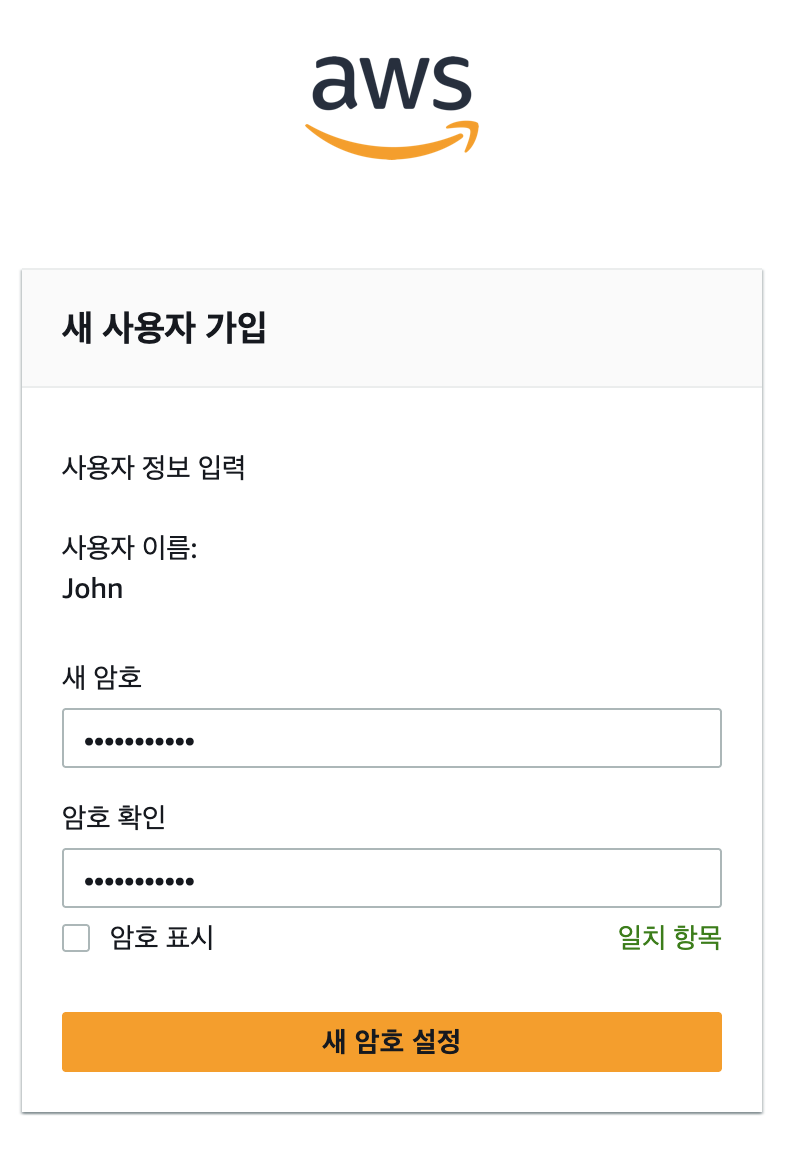 aws
새 사용자 가입
사용자 정보 입력
사용자 이름:
John
새 암호
•••••••••••
암호 확인
•••••••••••
암호 표시
일치 항목
새 암호 설정